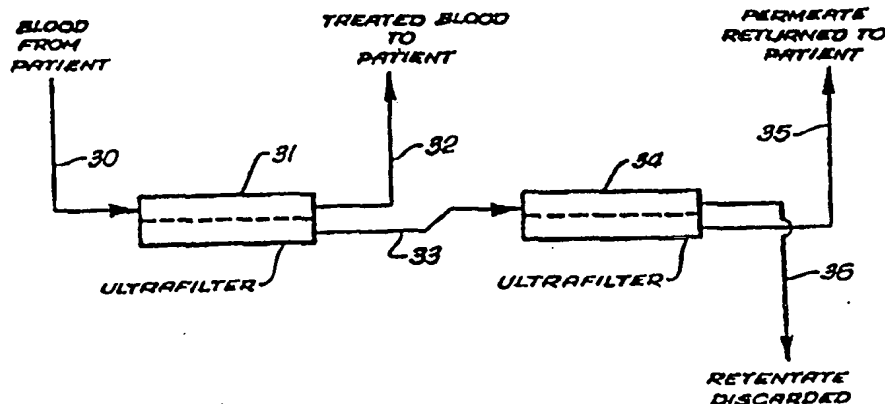 BLOOD
FROM
PATIENT
TREATED BLOOD
TO
PATIENT
PERMEATE
RETURNED TO
PATIENT
30
31
32
33
34
35
36
ULTRAFILTER
ULTRAFILTER
RETENTATE
DISCARDED